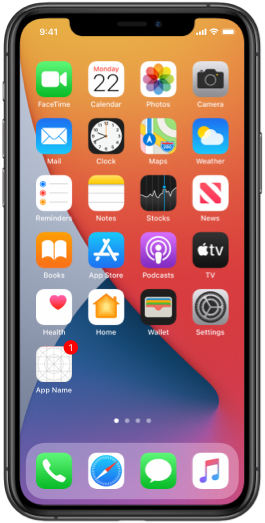 9:41
Monday
22
FaceTime Calendar Photos Camera
280
Mail Clock Maps Weather
Reminders Notes Stocks News
tv
Books App Store Podcasts TV
Health Home Wallet Settings
1
App Name